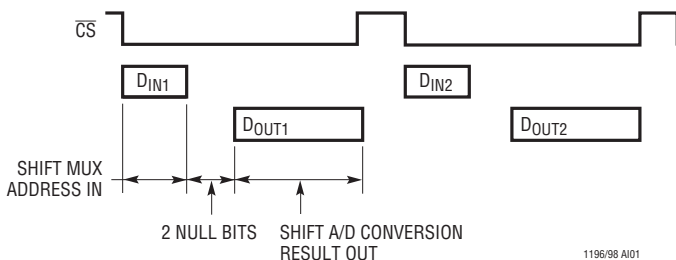 CS
DIN1
DIN2
DOUT1
DOUT2
SHIFT MUX
ADDRESS IN
2 NULL BITS
SHIFT A/D CONVERSION
RESULT OUT
1196/98 AI01